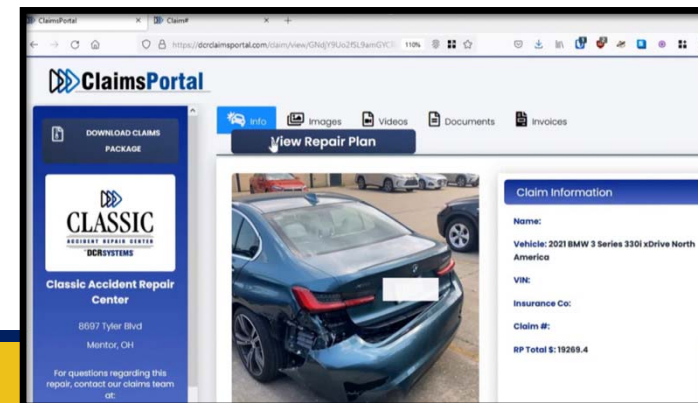 ClaimsPortal
Claim#
https://dcrclaimsportal.com/claim/view/
110%
ClaimsPortal
Info
Images
Videos
Documents
Invoices
View Repair Plan
DOWNLOAD CLAIMS
PACKAGE
CLASSIC
ACCIDENT REPAIR CENTER
DCRSYSTEMS
Classic Accident Repair
Center
8697 Tyler Blvd
Mentor, OH
For questions regarding this
repair, contact our claims team
at:
Claim Information
Name:
Vehicle: 2021 BMW 3 Series 330i xDrive North
America
VIN:
Insurance Co:
Claim #:
RP Total $: 19269.4